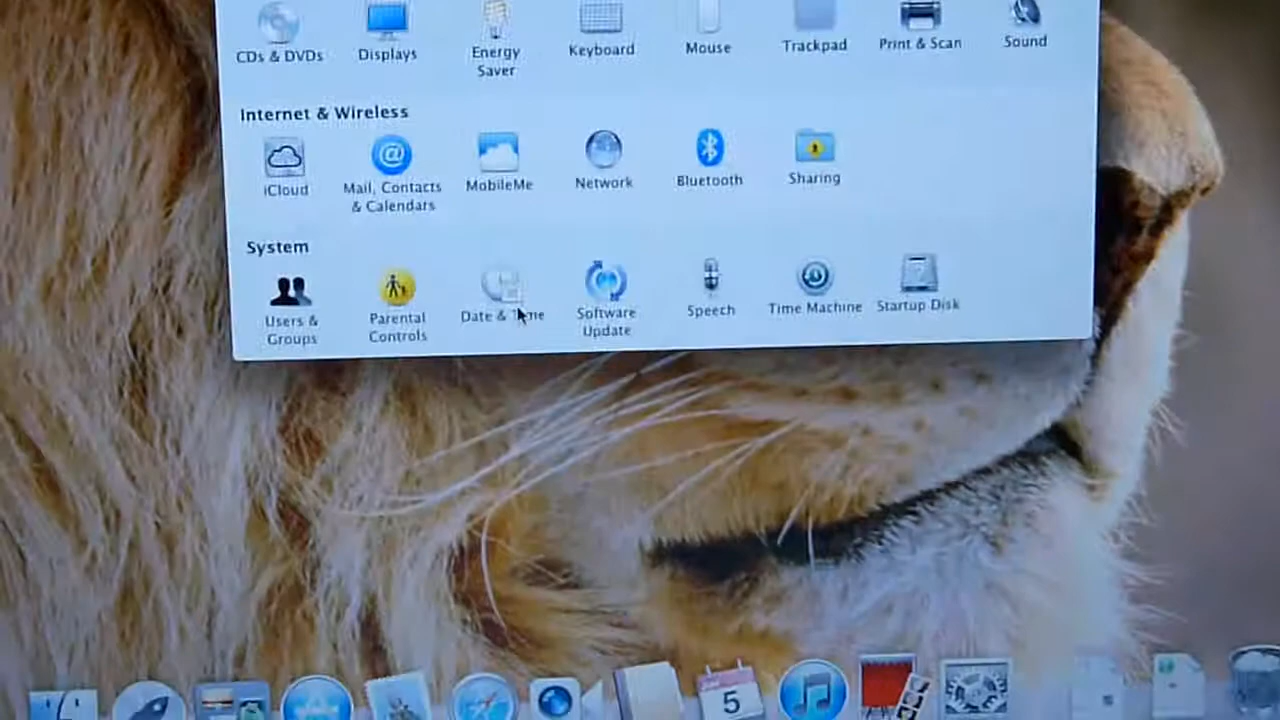 CDs & DVDs Displays Energy Saver Keyboard Mouse Trackpad Print & Scan Sound
Internet & Wireless
iCloud Mail, Contacts & Calendars MobileMe Network Bluetooth Sharing
System
Users & Groups Parental Controls Date & Time Software Update Speech Time Machine Startup Disk
5